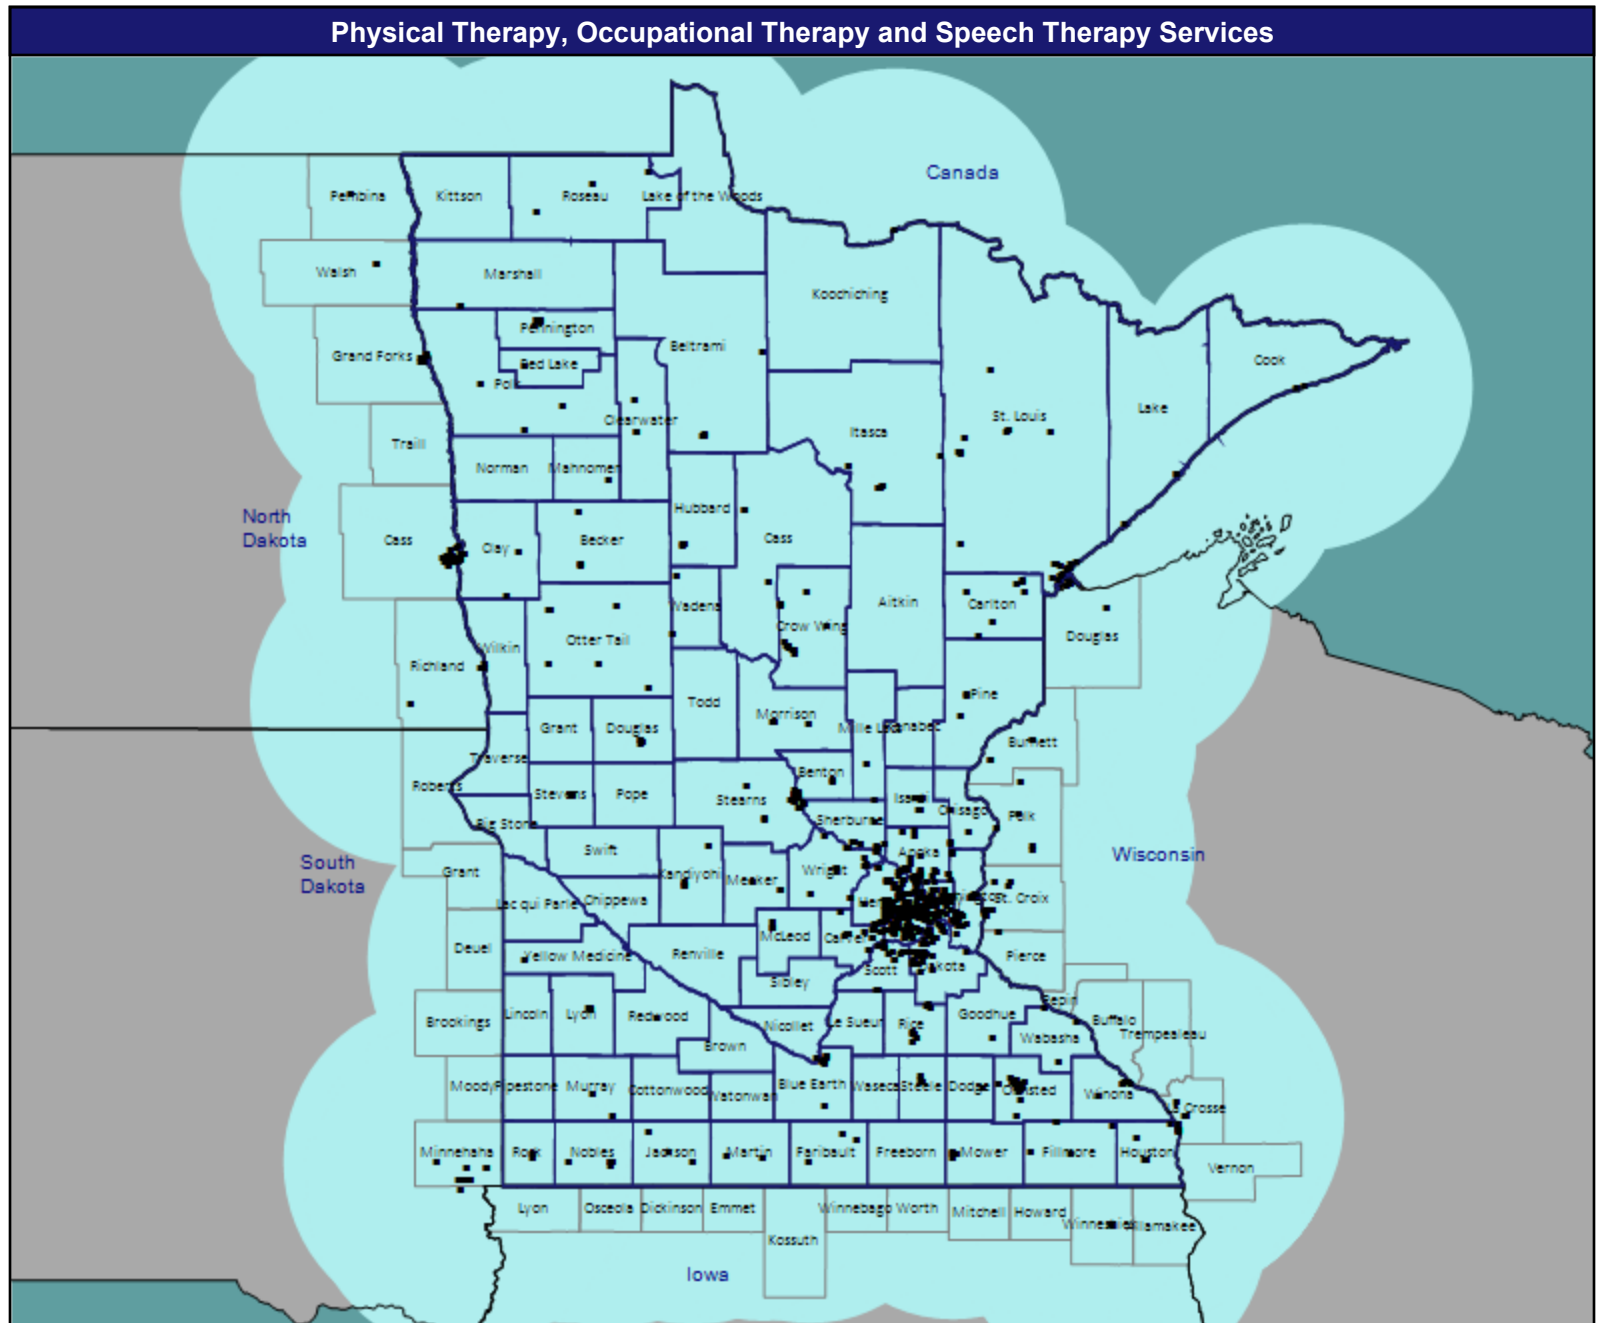 Physical Therapy, Occupational Therapy and Speech Therapy Services
Canada
Pembina
Kittson
Roseau
Lake of the Woods
Walsh
Marshall
Koochiching
Pennington
Grand Forks
Red Lake
Beltrami
Cook
Polk
Clearwater
St. Louis
Lake
Traill
Itasca
Norman
Mahnomen
North
Dakota
Hubbard
Cass
Clay
Becker
Cass
Wadena
Aitkin
Carlton
Crow Wing
Douglas
Richland
Wilkin
Otter Tail
Pine
Todd
Morrison
Grant
Douglas
Mille Lacs
Kanabec
Burnett
Traverse
Benton
Roberts
Stevens
Pope
Stearns
Isanti
Chisago
Polk
Big Stone
Sherburne
Swift
Anoka
South
Dakota
Wisconsin
Grant
Kandiyohi
Meeker
Wright
Lac qui Parle
Chippewa
St. Croix
McLeod
Carver
Deuel
Yellow Medicine
Renville
Scott
Dakota
Pierce
Sibley
Pepin
Brookings
Lincoln
Lyon
Redwood
Nicollet
Le Sueur
Rice
Goodhue
Buffalo
Wabasha
Trempealeau
Brown
Moody
Pipestone
Murray
Cottonwood
Watonwan
Blue Earth
Waseca
Steele
Dodge
Olmsted
Winona
La Crosse
Minnehaha
Rock
Nobles
Jackson
Martin
Faribault
Freeborn
Mower
Fillmore
Houston
Vernon
Lyon
Osceola
Dickinson
Emmet
Winnebago
Worth
Mitchell
Howard
Winneshiek
Allamakee
Kossuth
Iowa